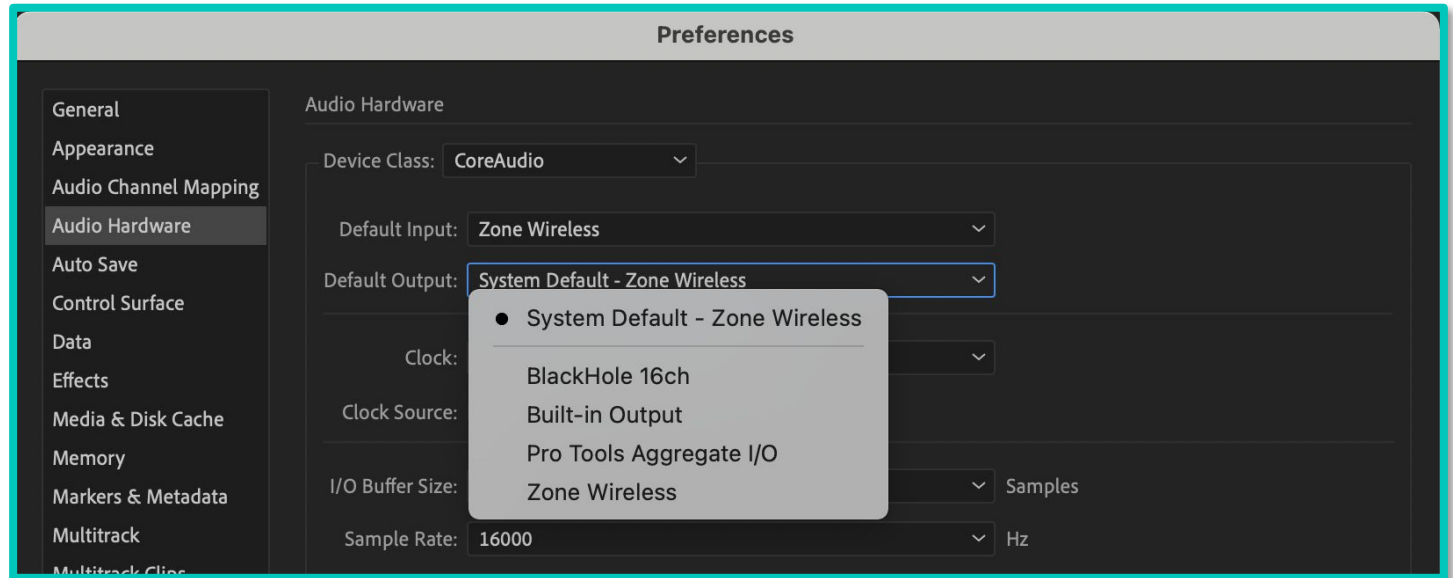 Preferences
General
Appearance
Audio Channel Mapping
Audio Hardware
Auto Save
Control Surface
Data
Effects
Media & Disk Cache
Memory
Markers & Metadata
Multitrack
Multitrack Clips
Audio Hardware
Device Class: CoreAudio
Default Input: Zone Wireless
Default Output: System Default - Zone Wireless
System Default - Zone Wireless
BlackHole 16ch
Built-in Output
Pro Tools Aggregate I/O
Zone Wireless
Clock:
Clock Source:
I/O Buffer Size: Samples
Sample Rate: 16000 Hz